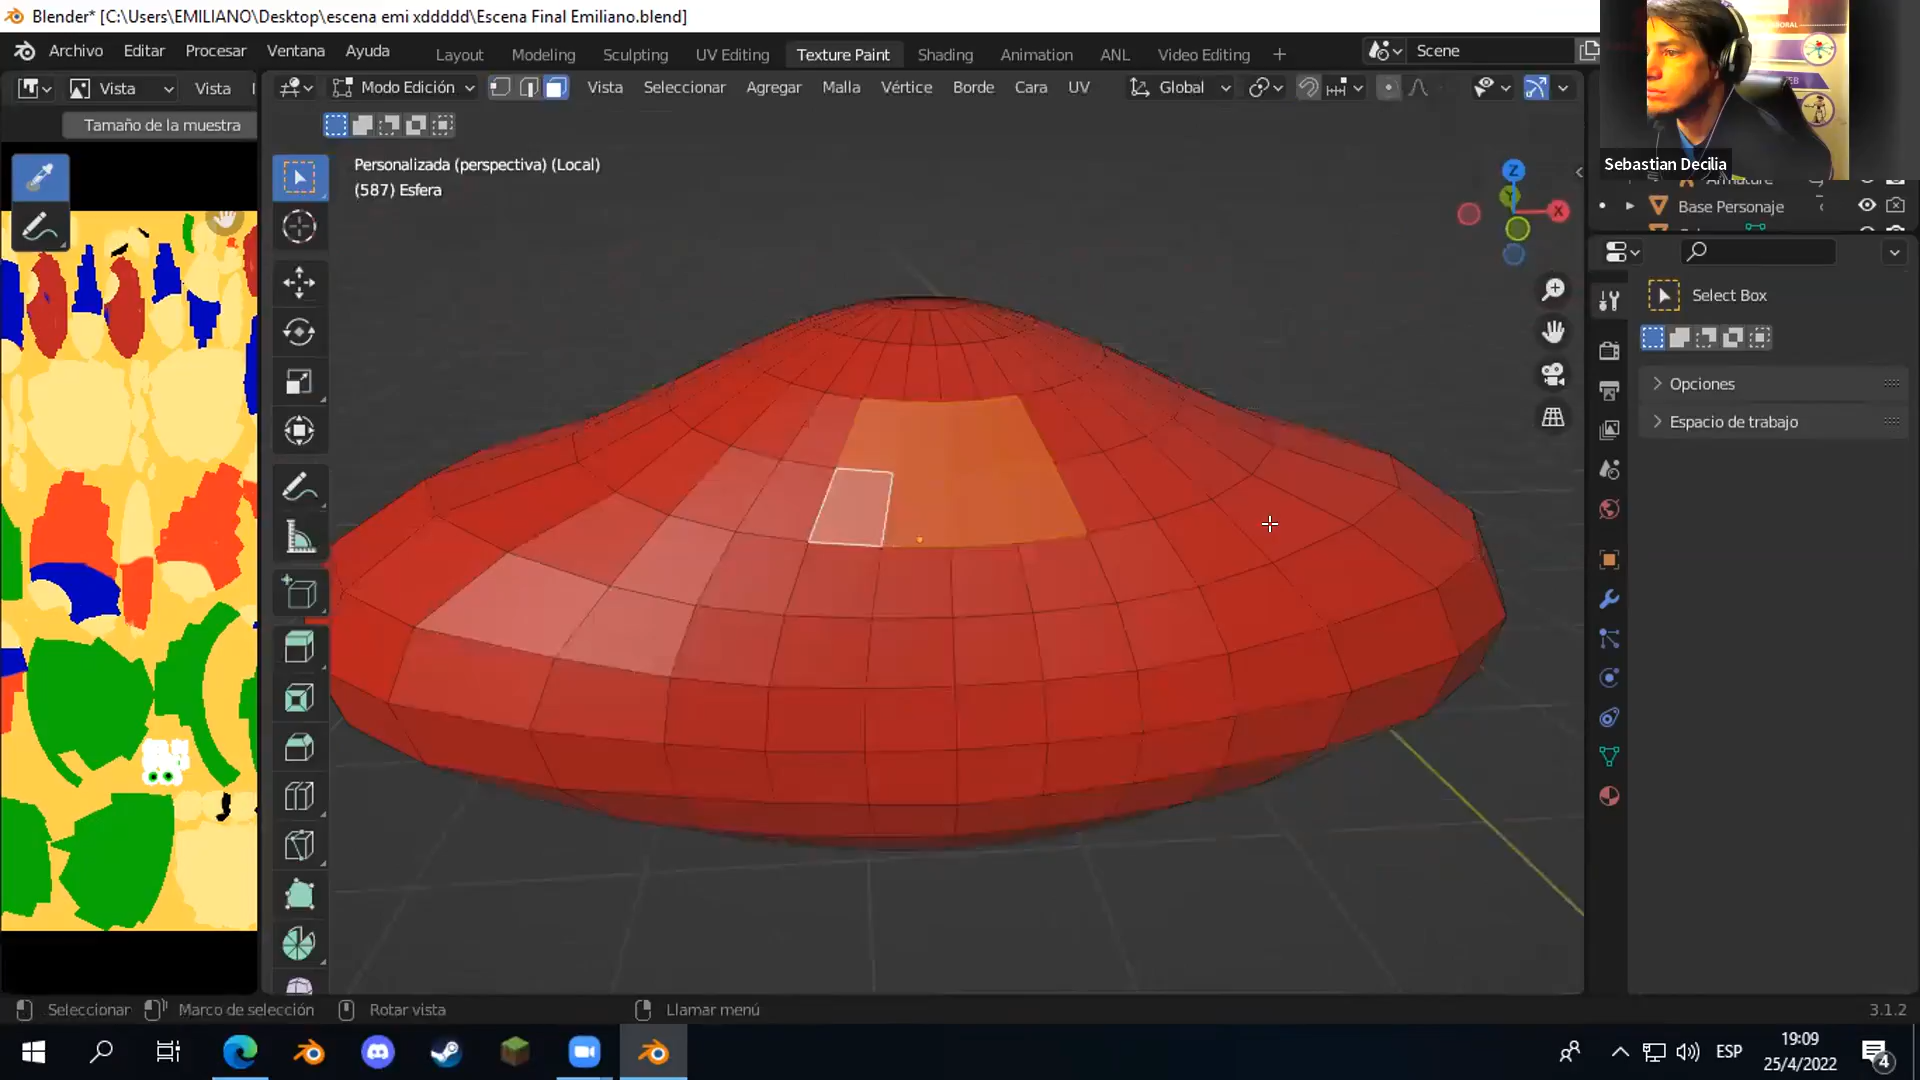 Blender* [C:\Users\EMILIANO\Desktop\escena emi xddddd\Escena Final Emiliano.blend]
Archivo Editar Procesar Ventana Ayuda Layout Modeling Sculpting UV Editing Texture Paint Shading Animation ANL Video Editing Scene
Vista Vista Modo Edición Vista Seleccionar Agregar Malla Vértice Borde Cara UV Global
Tamaño de la muestra
Personalizada (perspectiva) (Local)
(587) Esfera
Z
X
Sebastian Decilia
Armature
Base Personaje
Select Box
Opciones
Espacio de trabajo
Seleccionar Marco de selección Rotar vista Llamar menú 3.1.2
ESP
19:09
25/4/2022
4